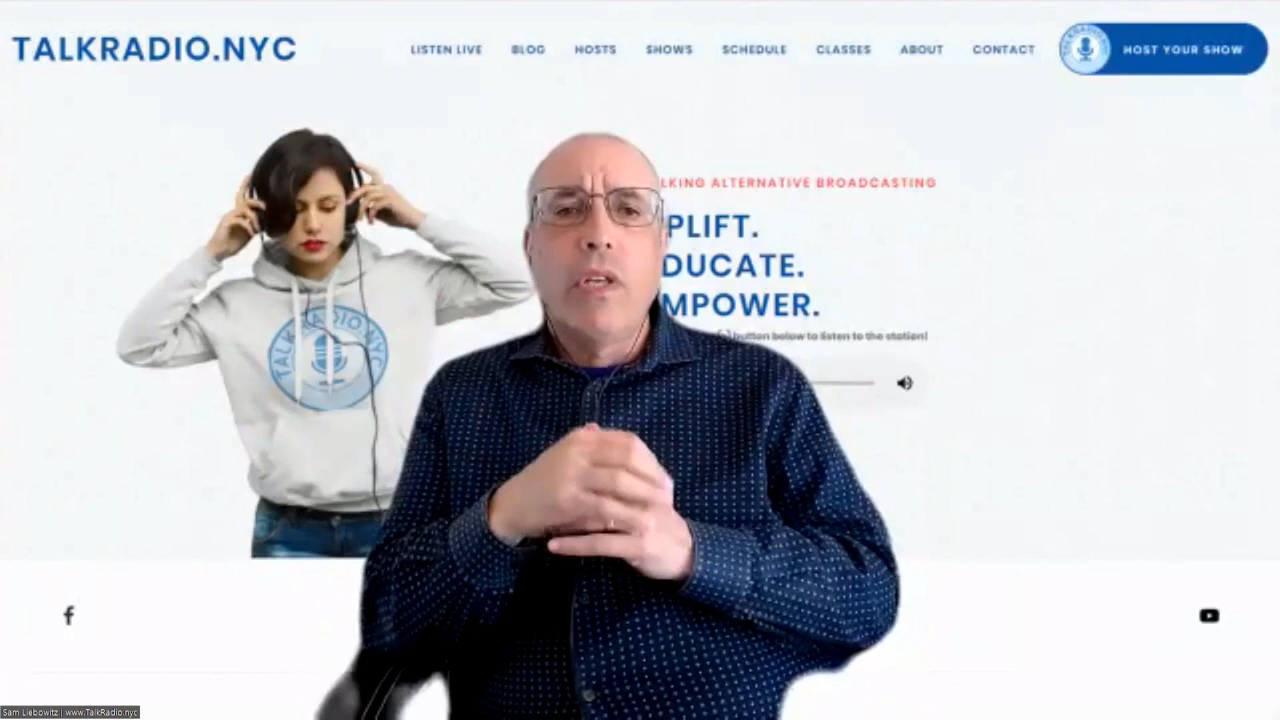 TALKRADIO.NYC
LISTEN LIVE
BLOG
HOSTS
SHOWS
SCHEDULE
CLASSES
ABOUT
CONTACT
HOST YOUR SHOW
LKING ALTERNATIVE BROADCASTING
PLIFT.
DUCATE.
MPOWER.
button below to listen to the station!
TALKRADIO.NYC
Sam Liebowitz | www.TalkRadio.nyc